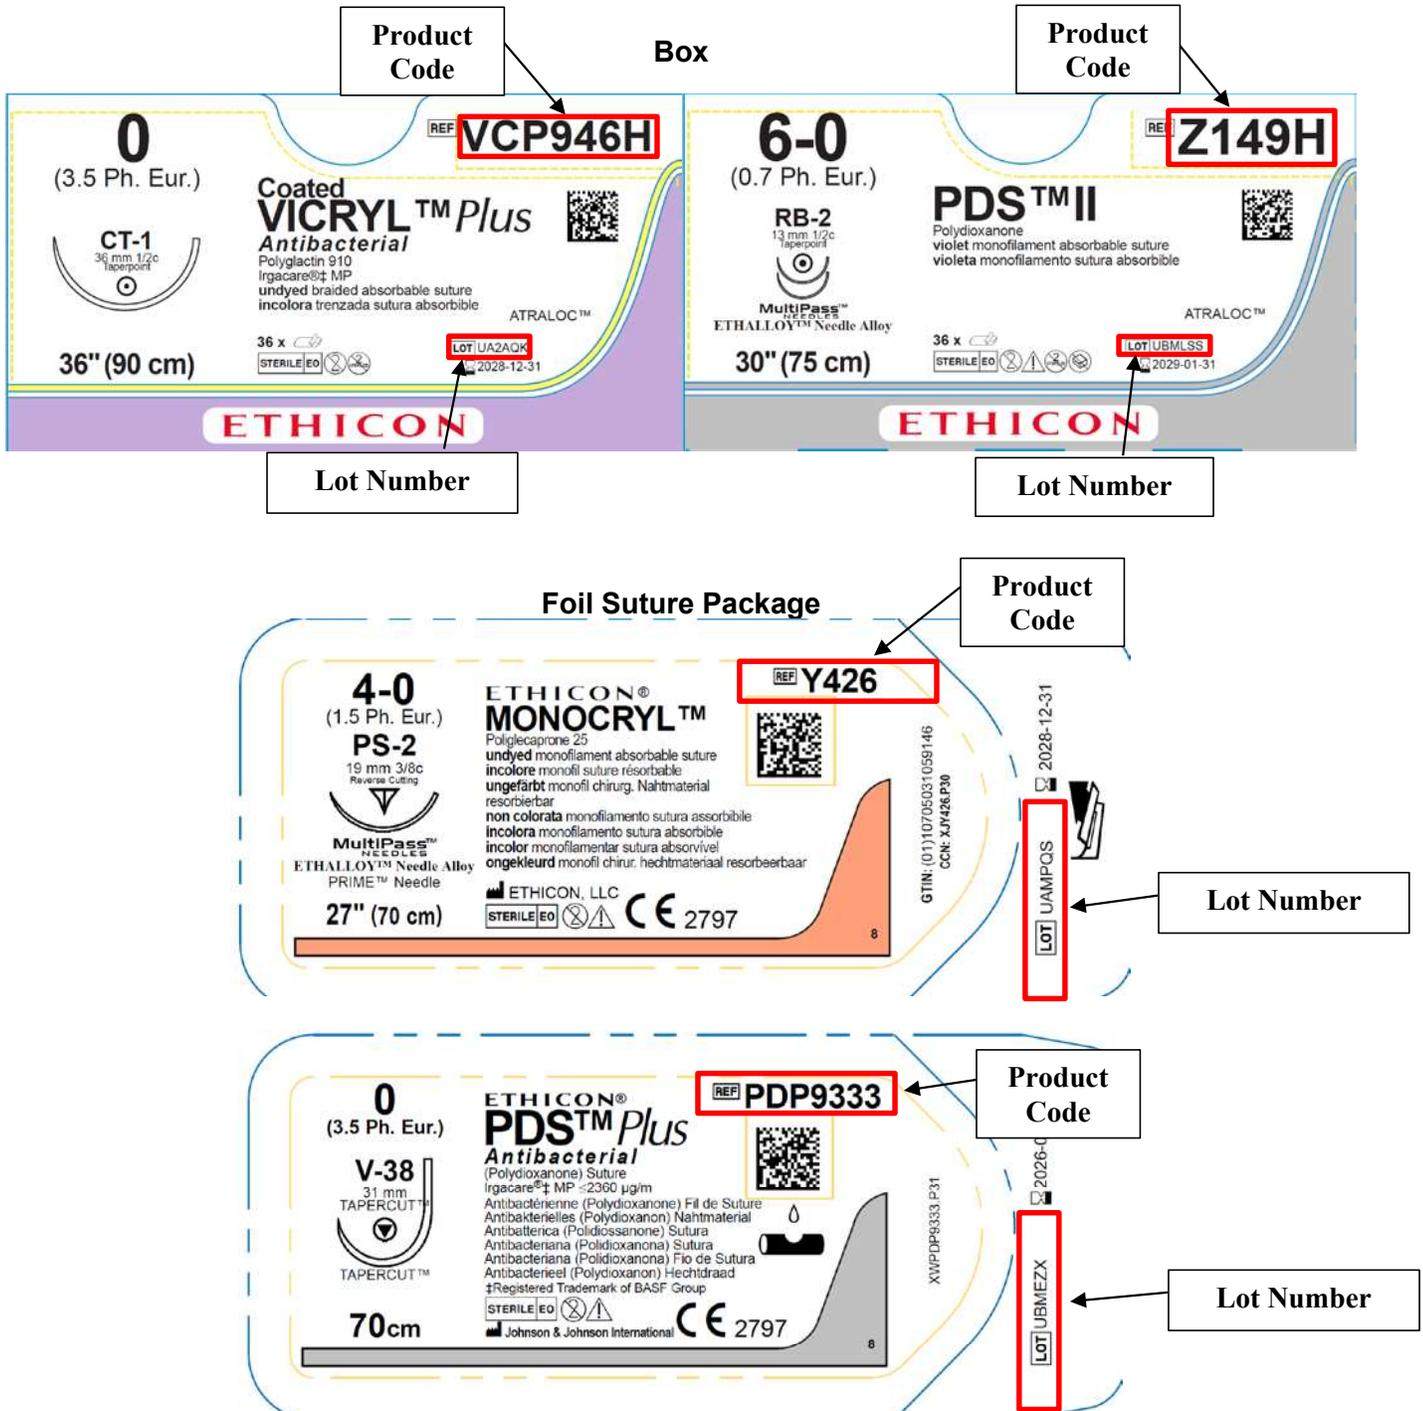 Product
Code
Box
Product
Code
0
(3.5 Ph. Eur.)
REF VCP946H
CT-1
36 mm 1/2c
Taperpoint
Coated
VICRYL™ Plus
Antibacterial
Polyglactin 910
Irgacare®‡ MP
undyed braided absorbable suture
incolora trenzada sutura absorbible
ATRALOC™
36 x
LOT UA2AQK
STERILE EO
2028-12-31
36" (90 cm)
ETHICON
Lot Number
6-0
(0.7 Ph. Eur.)
REF Z149H
RB-2
13 mm 1/2c
Taperpoint
MultiPass™
NEEDLES
ETHALLOY™ Needle Alloy
PDS™ II
Polydioxanone
violet monofilament absorbable suture
violeta monofilamento sutura absorbible
ATRALOC™
36 x
LOT UBMLSS
STERILE EO
2029-01-31
30" (75 cm)
ETHICON
Lot Number
Foil Suture Package
Product
Code
4-0
(1.5 Ph. Eur.)
PS-2
19 mm 3/8c
Reverse Cutting
MultiPass™
NEEDLES
ETHALLOY™ Needle Alloy
PRIME™ Needle
27" (70 cm)
REF Y426
ETHICON®
MONOCRYL™
Poliglecaprone 25
undyed monofilament absorbable suture
incolore monofil suture résorbable
ungefärbt monofil chirurg. Nahtmaterial
resorbierbar
non colorata monofilamento sutura assorbibile
incolora monofilamento sutura absorbible
incolor monofilamentar sutura absorvível
ongekleurd monofil chirur. hechtmateriaal resorbeerbaar
ETHICON, LLC
STERILE EO
CE 2797
8
GTIN: (01)10705031059146
CCN: XJY426.P30
2028-12-31
LOT UAMPQS
Lot Number
0
(3.5 Ph. Eur.)
V-38
31 mm
TAPERCUT™
TAPERCUT™
70cm
REF PDP9333
ETHICON®
PDS™ Plus
Antibacterial
(Polydioxanone) Suture
Irgacare®‡ MP ≤2360 µg/m
Antibactérienne (Polydioxanone) Fil de Suture
Antibakterielles (Polydioxanon) Nahtmaterial
Antibatterica (Polidiossanone) Sutura
Antibacteriana (Polidioxanona) Sutura
Antibacteriana (Polidioxanona) Fio de Sutura
Antibacterieel (Polydioxanon) Hechtdraad
‡Registered Trademark of BASF Group
STERILE EO
Johnson & Johnson International
CE 2797
8
XWPDP9333.P31
Product
Code
2026-0
LOT UBMEZX
Lot Number